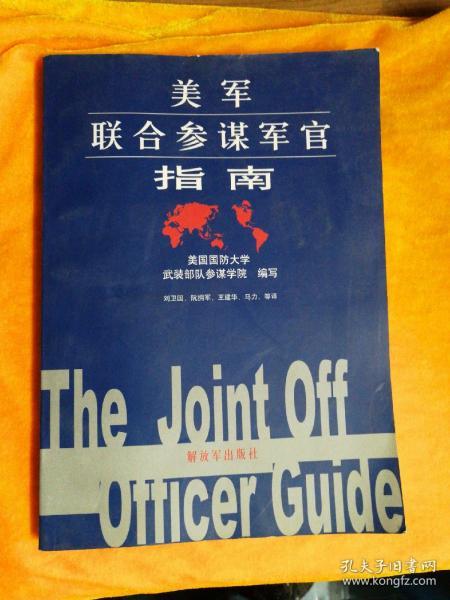 美军
联合参谋军官
指南
美国国防大学
武装部队参谋学院 编写
刘卫国、阮拥军、王建华、马力、等译
The Joint Off
解放军出版社
Officer Guide
孔夫子旧书网
www.kongfz.com